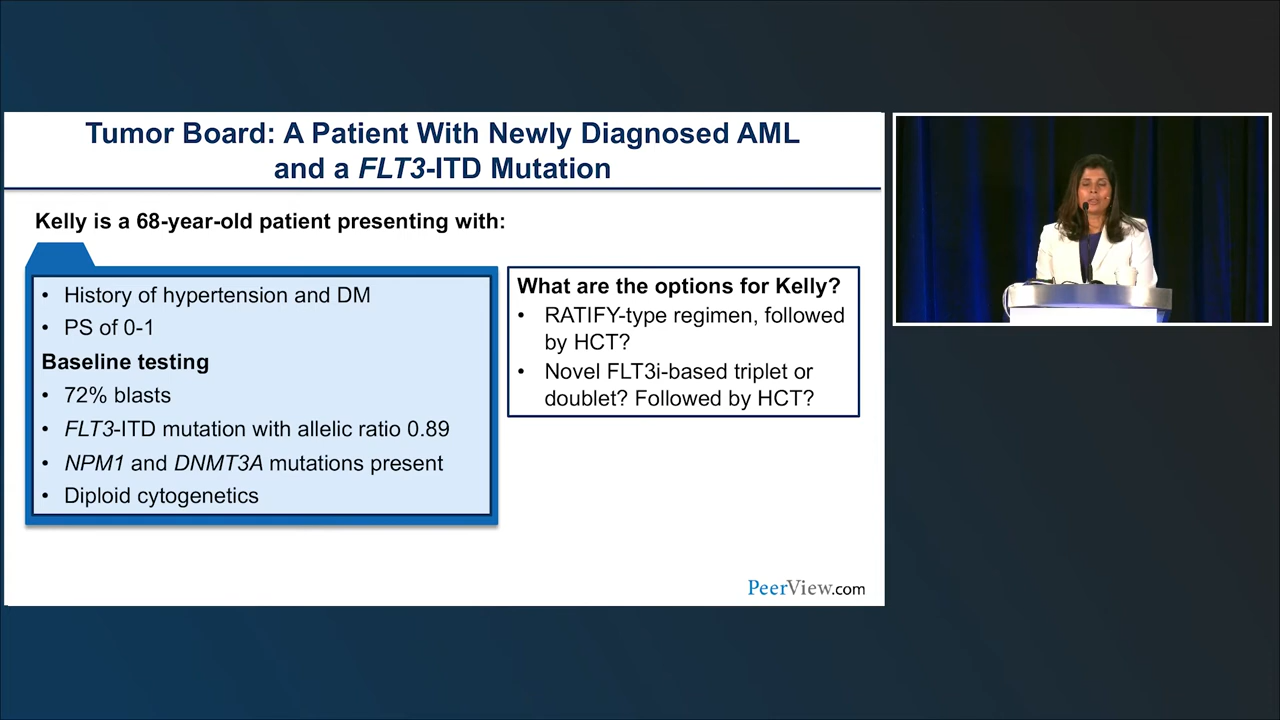 Tumor Board: A Patient With Newly Diagnosed AML
and a FLT3-ITD Mutation
Kelly is a 68-year-old patient presenting with:
• History of hypertension and DM
• PS of 0-1
Baseline testing
• 72% blasts
• FLT3-ITD mutation with allelic ratio 0.89
• NPM1 and DNMT3A mutations present
• Diploid cytogenetics
What are the options for Kelly?
• RATIFY-type regimen, followed
by HCT?
• Novel FLT3i-based triplet or
doublet? Followed by HCT?
PeerView.com